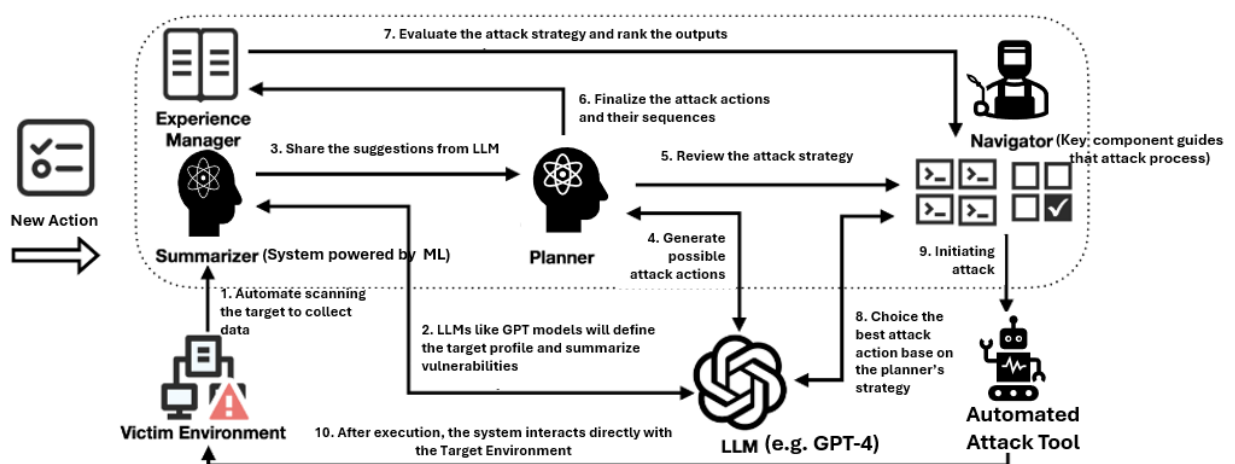 7. Evaluate the attack strategy and rank the outputs
Experience
Manager
6. Finalize the attack actions
and their sequences
Navigator (Key component guides
that attack process)
3. Share the suggestions from LLM
5. Review the attack strategy
New Action
Summarizer (System powered by ML)
Planner
4. Generate
possible
attack actions
9. Initiating
attack
1. Automate scanning
the target to collect
data
2. LLMs like GPT models will define
the target profile and summarize
vulnerabilities
8. Choice the
best attack
action base on
the planner's
strategy
Victim Environment
LLM (e.g. GPT-4)
Automated
Attack Tool
10. After execution, the system interacts directly with
the Target Environment